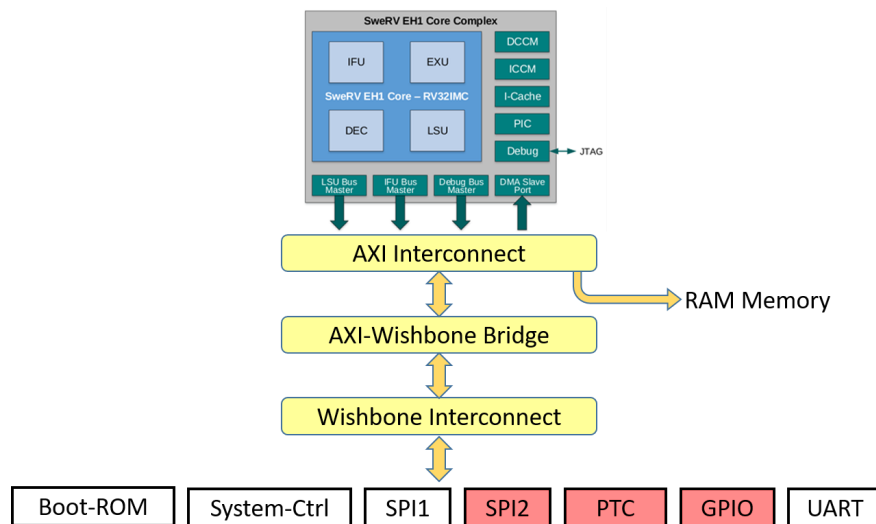 SweRV EH1 Core Complex
IFU
EXU
SweRV EH1 Core – RV32IMC
DEC
LSU
DCCM
ICCM
I-Cache
PIC
Debug
JTAG
LSU Bus
Master
IFU Bus
Master
Debug Bus
Master
DMA Slave
Port
AXI Interconnect
RAM Memory
AXI-Wishbone Bridge
Wishbone Interconnect
Boot-ROM
System-Ctrl
SPI1
SPI2
PTC
GPIO
UART